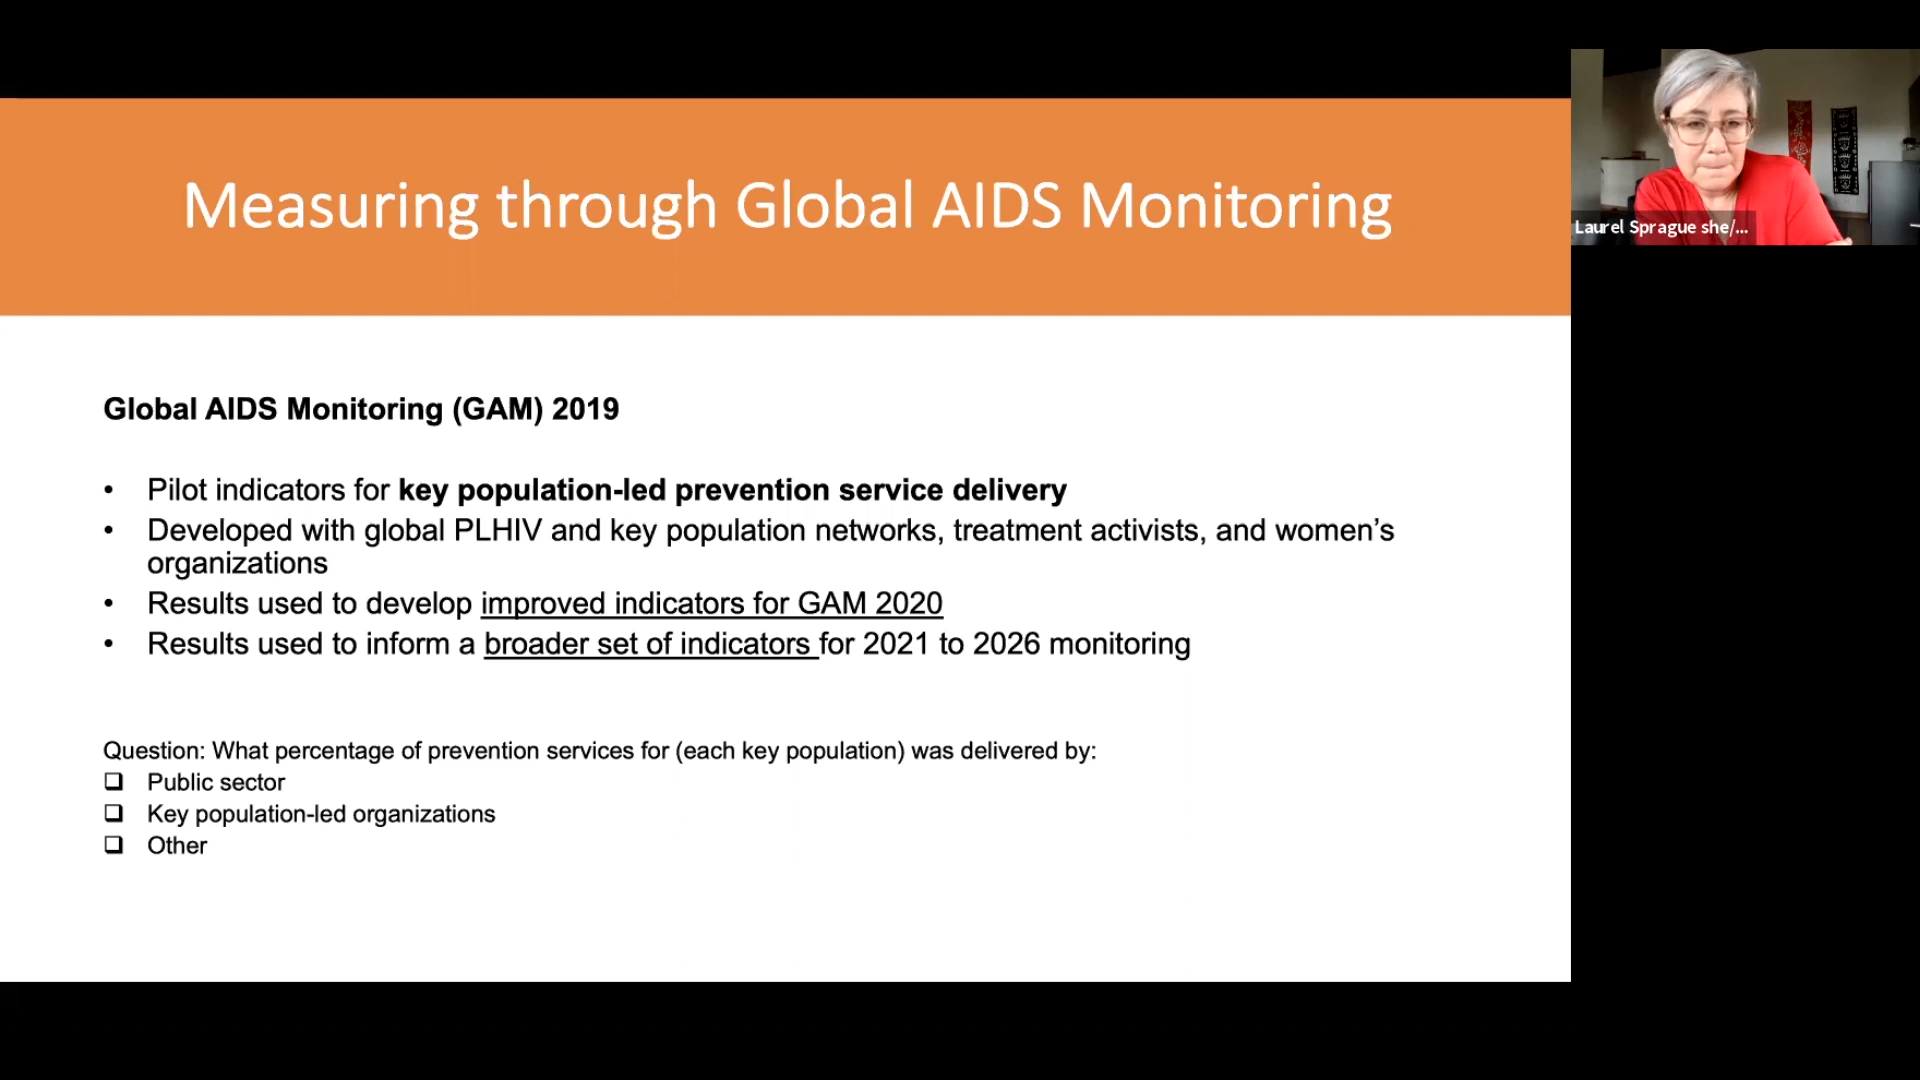 Measuring through Global AIDS Monitoring
Laurel Sprague she/...
Global AIDS Monitoring (GAM) 2019
• Pilot indicators for key population-led prevention service delivery
• Developed with global PLHIV and key population networks, treatment activists, and women’s
organizations
• Results used to develop improved indicators for GAM 2020
• Results used to inform a broader set of indicators for 2021 to 2026 monitoring
Question: What percentage of prevention services for (each key population) was delivered by:
❑ Public sector
❑ Key population-led organizations
❑ Other